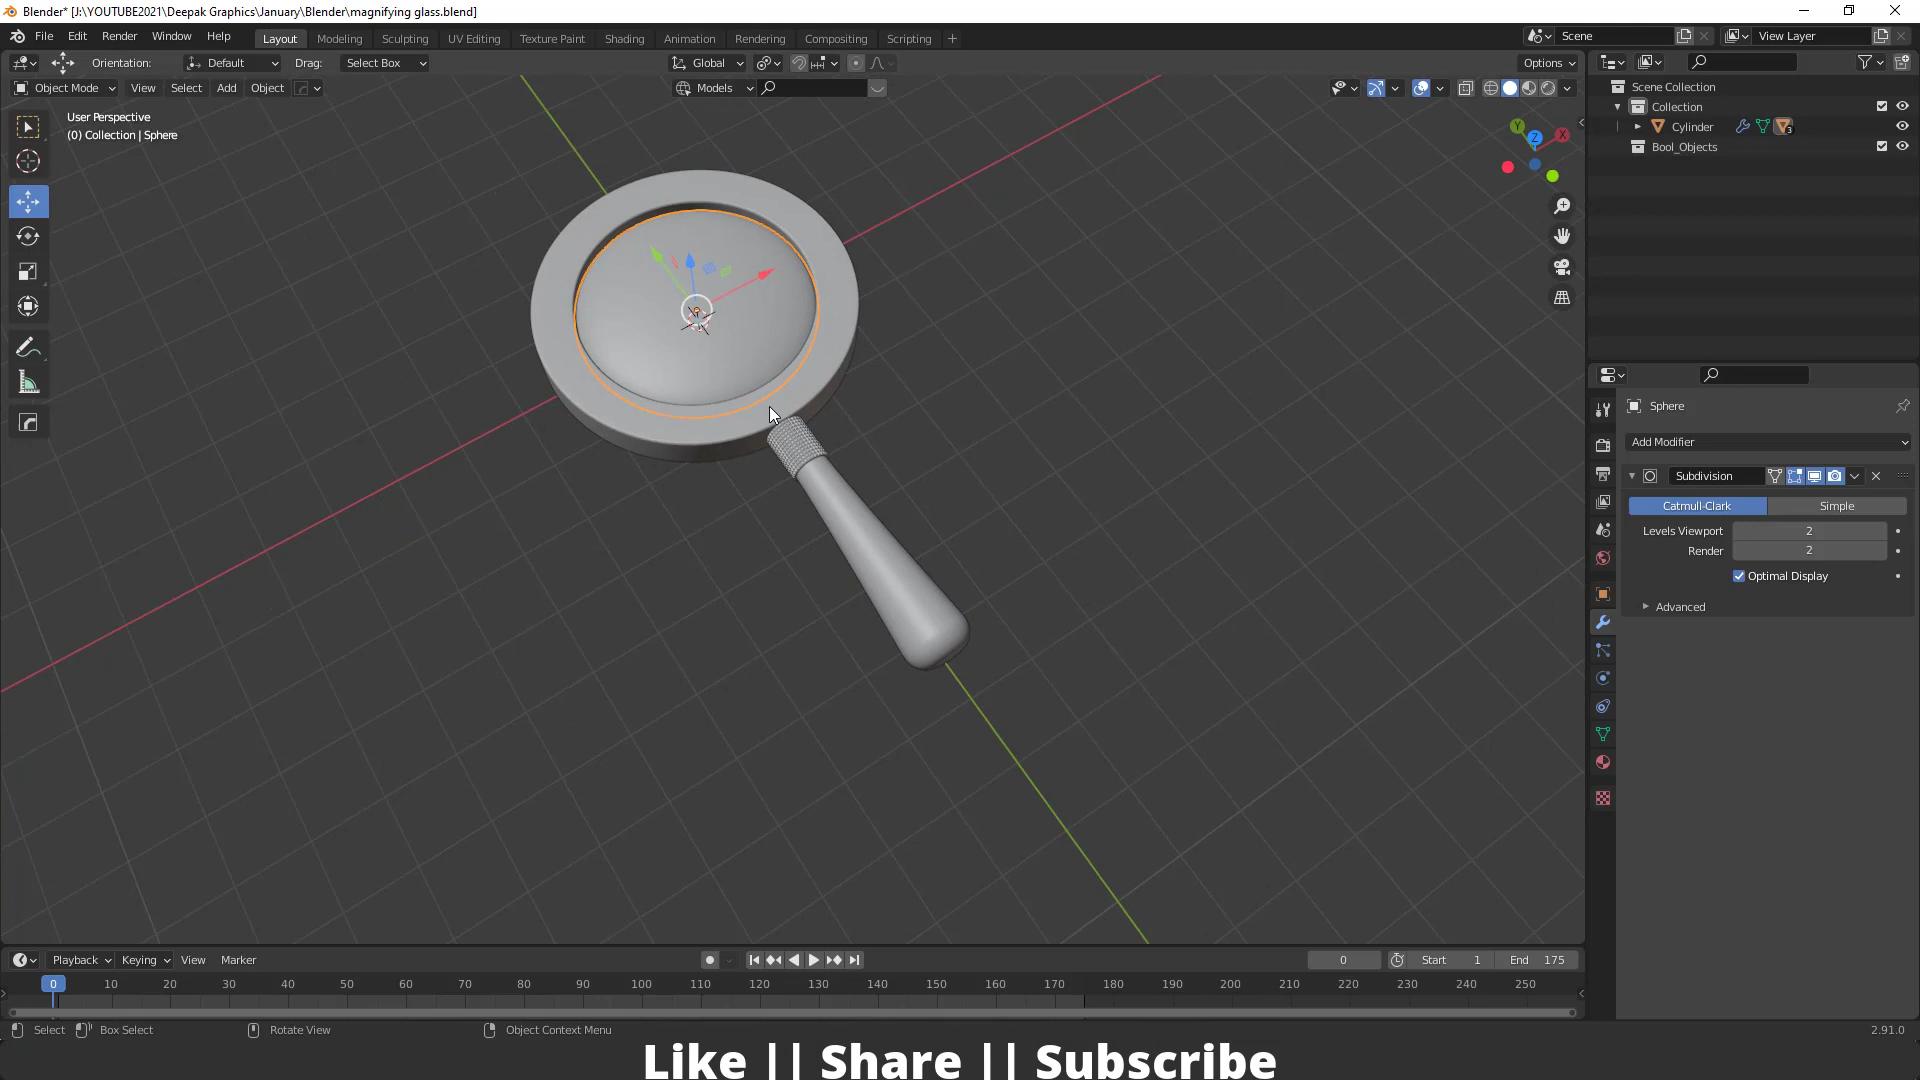 Blender* [J:\YOUTUBE2021\Deepak Graphics\January\Blender\magnifying glass.blend]
File Edit Render Window Help Layout Modeling Sculpting UV Editing Texture Paint Shading Animation Rendering Compositing Scripting Scene View Layer
Orientation: Default Drag: Select Box Global Options
Object Mode View Select Add Object Models
User Perspective
(0) Collection | Sphere
Y Z X
Scene Collection
Collection
Cylinder 3
Bool_Objects
Sphere
Add Modifier
Subdivision
Catmull-Clark Simple
Levels Viewport 2
Render 2
Optimal Display
Advanced
Playback Keying View Marker 0 Start 1 End 175
0 10 20 30 40 50 60 70 80 90 100 110 120 130 140 150 160 170 180 190 200 210 220 230 240 250
Select Box Select Rotate View Object Context Menu 2.91.0
Like || Share || Subscribe